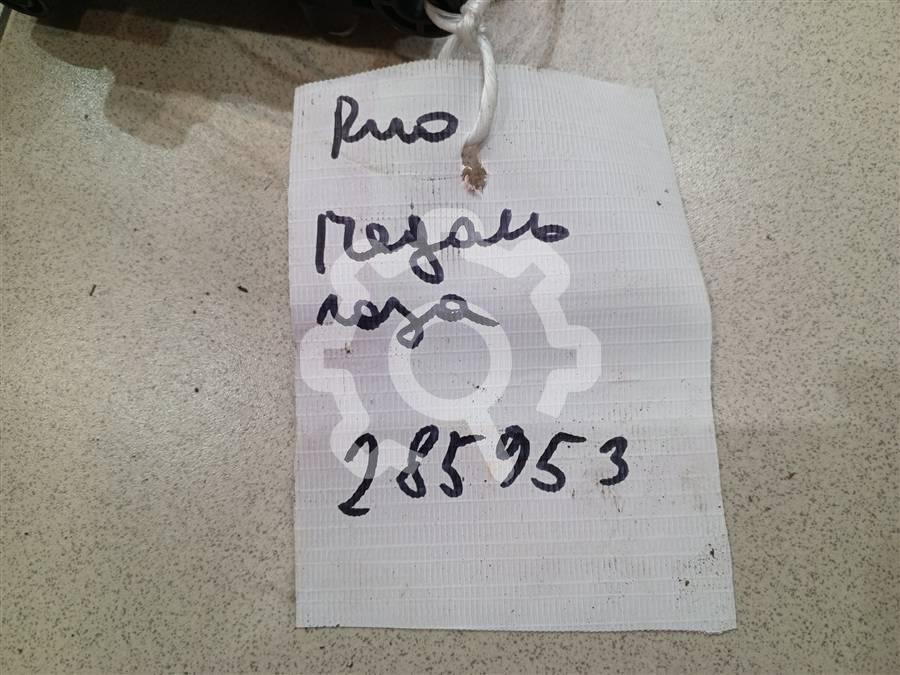 Рио
Педаль
газа
285953